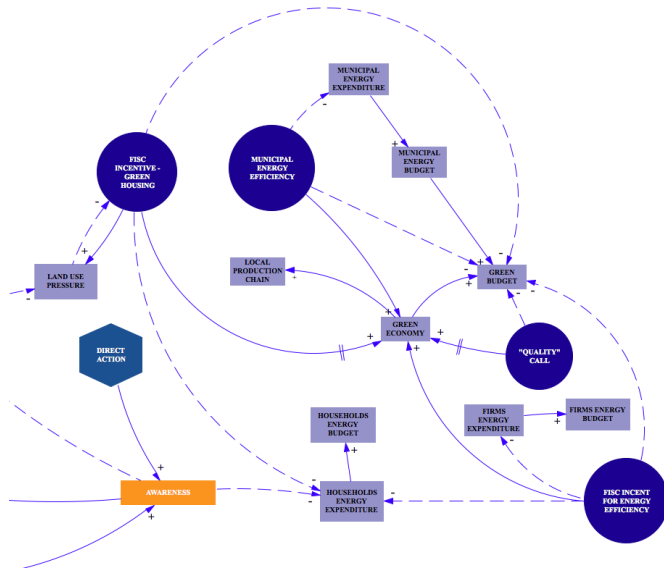 MUNICIPAL
ENERGY
EXPENDITURE
-
+
MUNICIPAL
ENERGY
BUDGET
FISC
INCENTIVE -
GREEN
HOUSING
MUNICIPAL
ENERGY
EFFICIENCY
-
+
LAND USE
PRESSURE
-
LOCAL
PRODUCTION
CHAIN
+
GREEN
BUDGET
-
+
-
+
-
-
GREEN
ECONOMY
+
+
+
+
"QUALITY"
CALL
DIRECT
ACTION
HOUSEHOLDS
ENERGY
BUDGET
+
FIRMS
ENERGY
EXPENDITURE
-
+
FIRMS ENERGY
BUDGET
AWARENESS
+
+
HOUSEHOLDS
ENERGY
EXPENDITURE
-
-
-
FISC INCENT
FOR ENERGY
EFFICIENCY